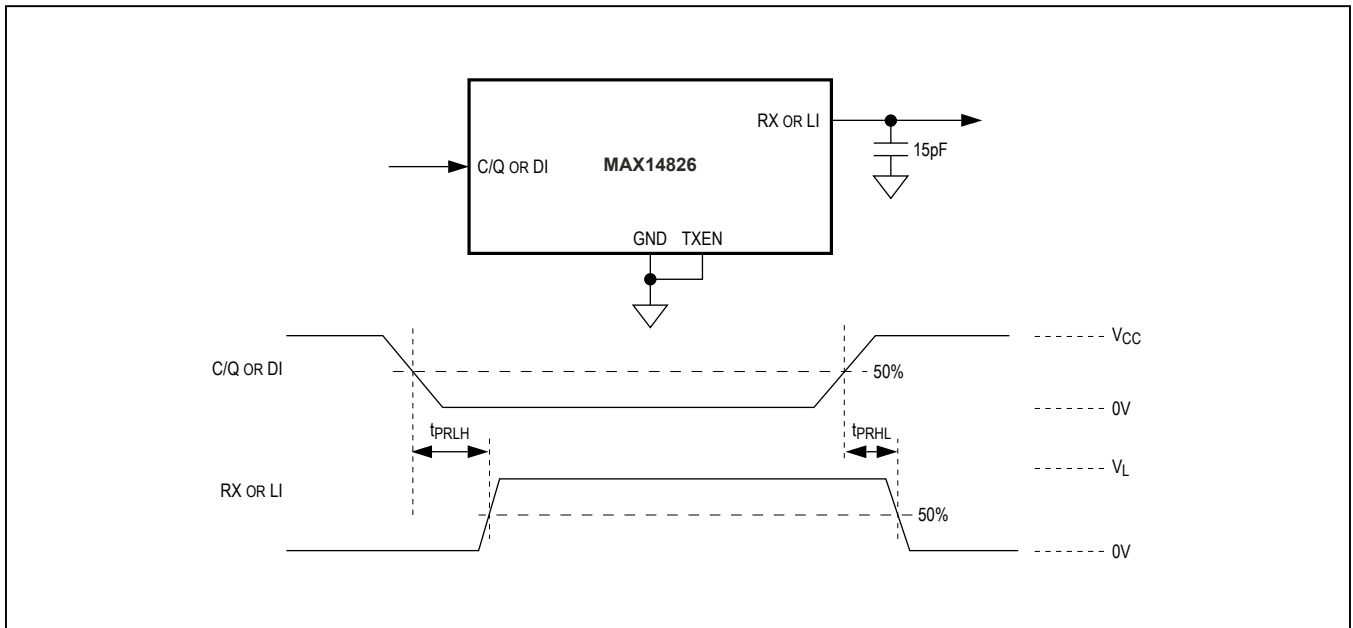 RX OR LI
15pF
C/Q OR DI
MAX14826
GND TXEN
VCC
C/Q OR DI
50%
0V
tPRLH
tPRHL
VL
RX OR LI
50%
0V